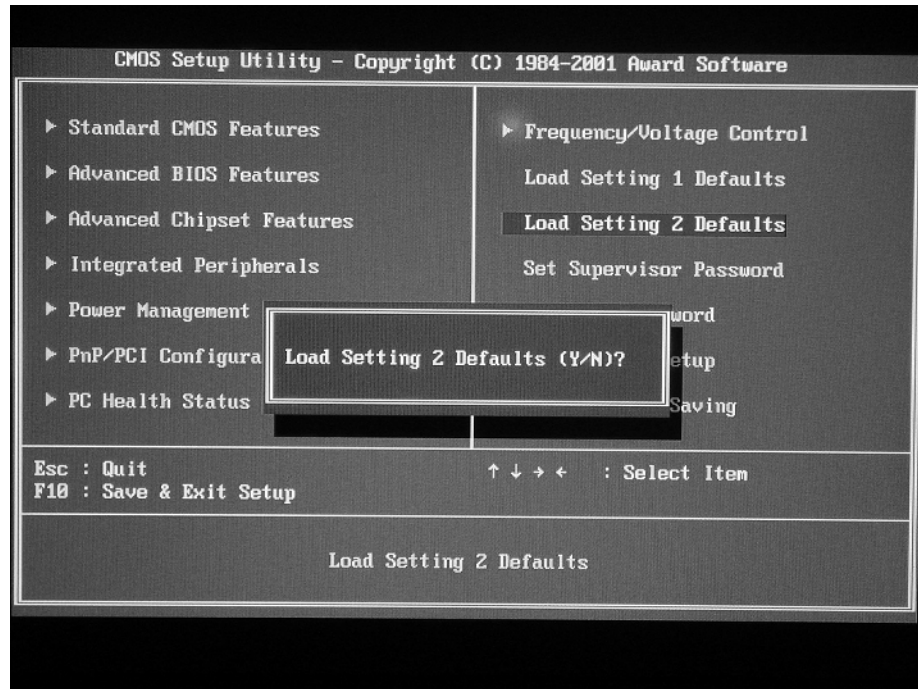 CMOS Setup Utility – Copyright (C) 1984–2001 Award Software
▶ Standard CMOS Features
▶ Advanced BIOS Features
▶ Advanced Chipset Features
▶ Integrated Peripherals
▶ Power Management
▶ PnP/PCI Configura
▶ PC Health Status
▶ Frequency/Voltage Control
Load Setting 1 Defaults
Load Setting 2 Defaults
Set Supervisor Password
word
etup
Saving
Load Setting 2 Defaults (Y/N)?
Esc : Quit
F10 : Save & Exit Setup
↑ ↓ → ← : Select Item
Load Setting 2 Defaults